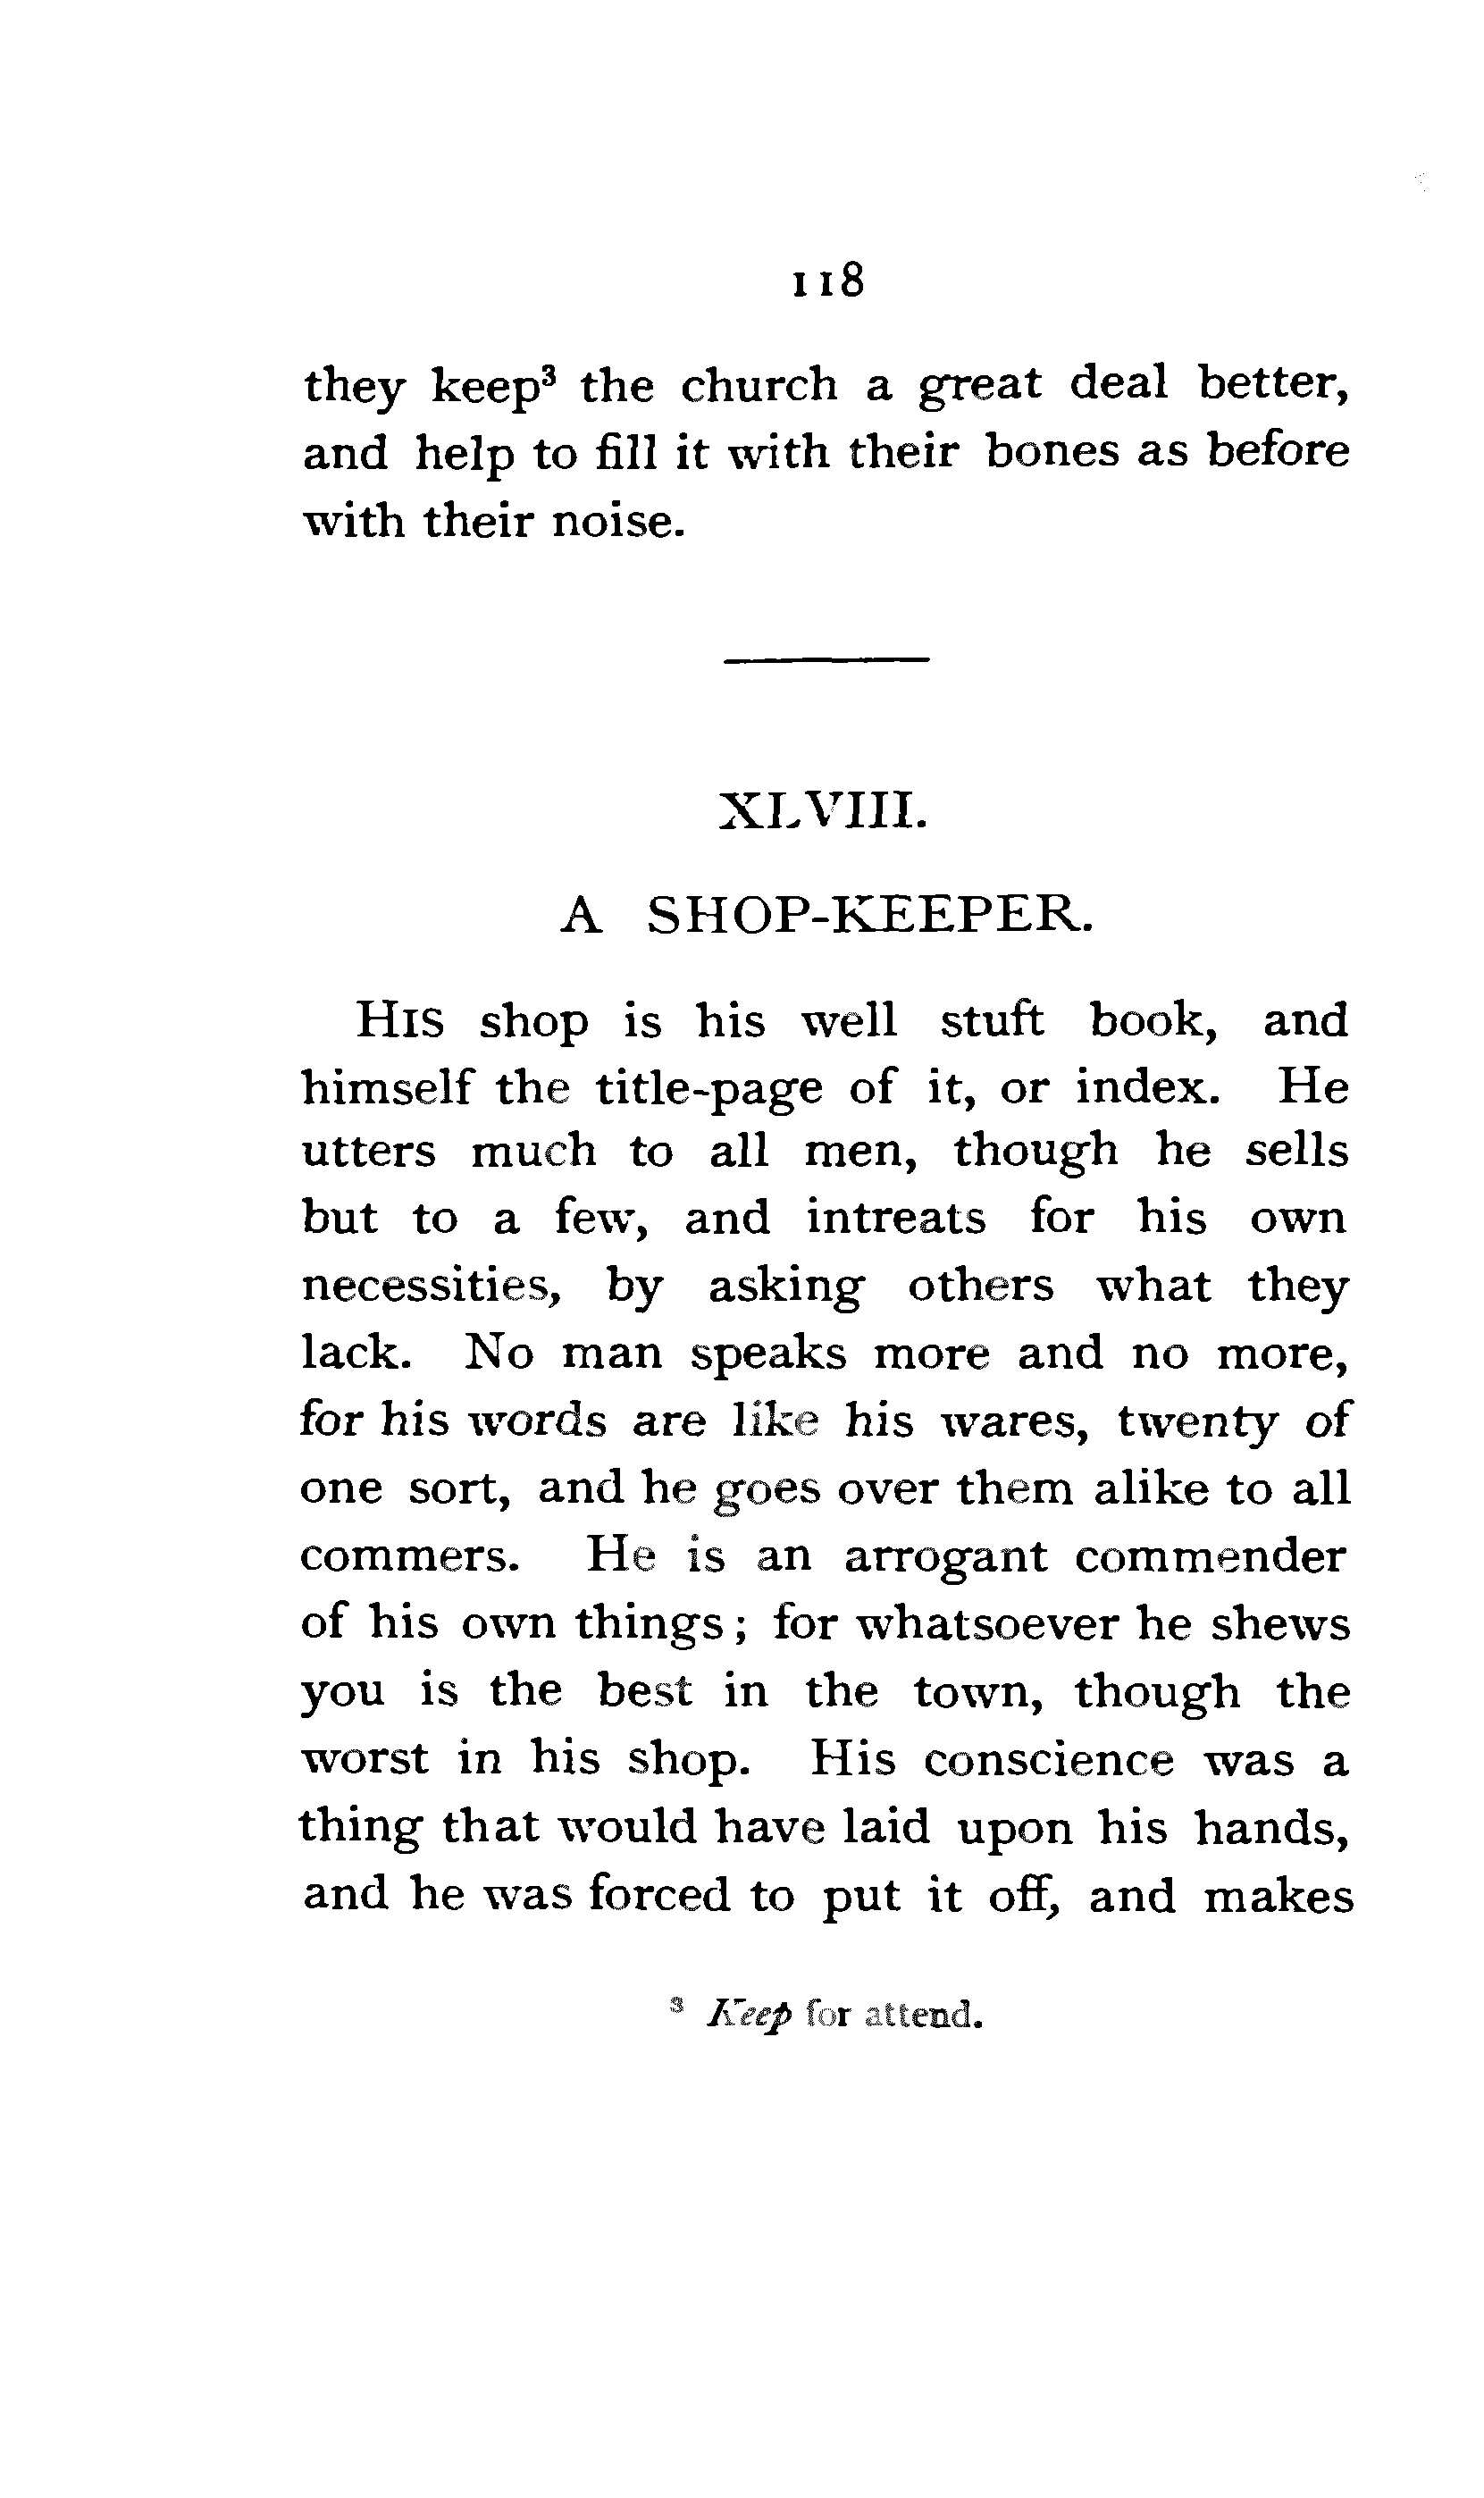 118
they keep³ the church a great deal better,
and help to fill it with their bones as before
with their noise.
XLVIII.
A SHOP-KEEPER.
HIS shop is his well stuft book, and
himself the title-page of it, or index. He
utters much to all men, though he sells
but to a few, and intreats for his own
necessities, by asking others what they
lack. No man speaks more and no more,
for his words are like his wares, twenty of
one sort, and he goes over them alike to all
commers. He is an arrogant commender
of his own things; for whatsoever he shews
you is the best in the town, though the
worst in his shop. His conscience was a
thing that would have laid upon his hands,
and he was forced to put it off, and makes
³ Keep for attend.